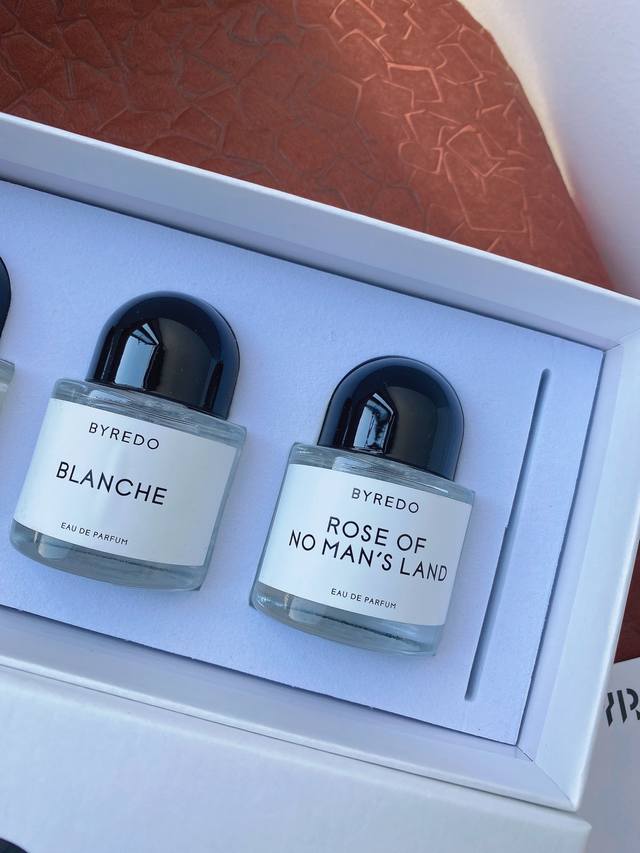 BYREDO
BLANCHE
EAU DE PARFUM
BYREDO
ROSE OF
NO MAN'S LAND
EAU DE PARFUM